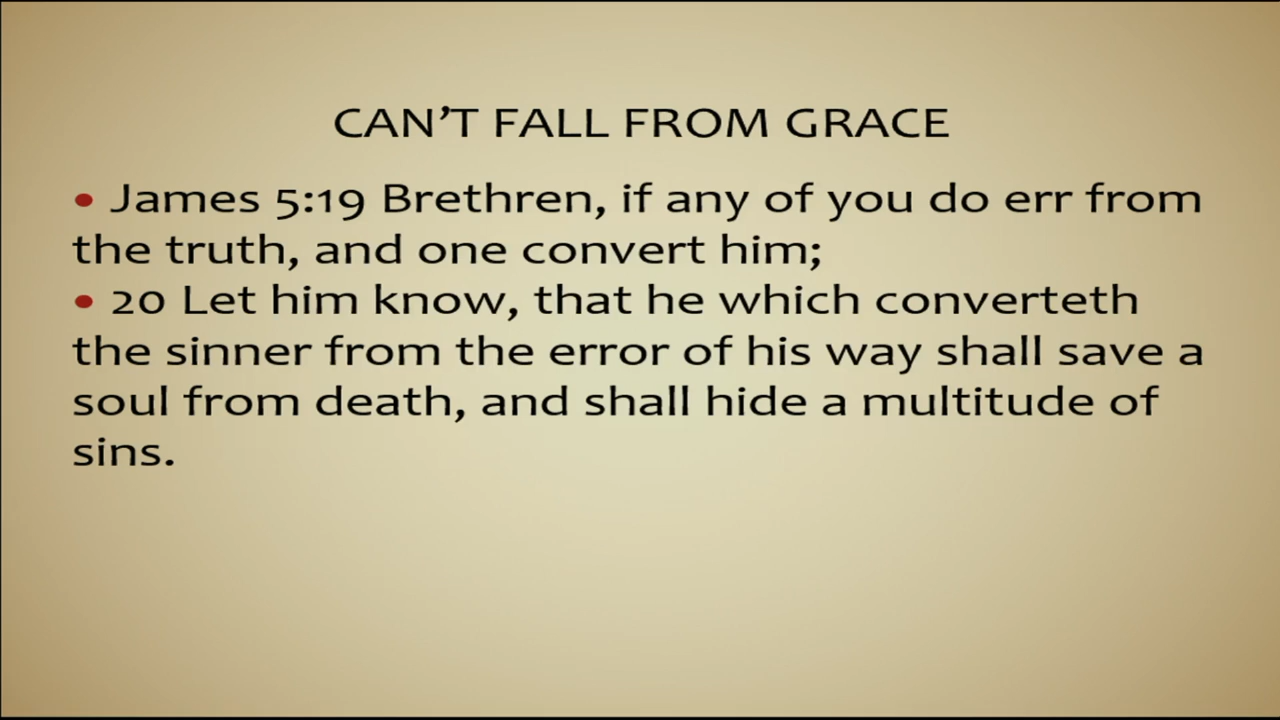 CAN’T FALL FROM GRACE
• James 5:19 Brethren, if any of you do err from
the truth, and one convert him;
• 20 Let him know, that he which converteth
the sinner from the error of his way shall save a
soul from death, and shall hide a multitude of
sins.